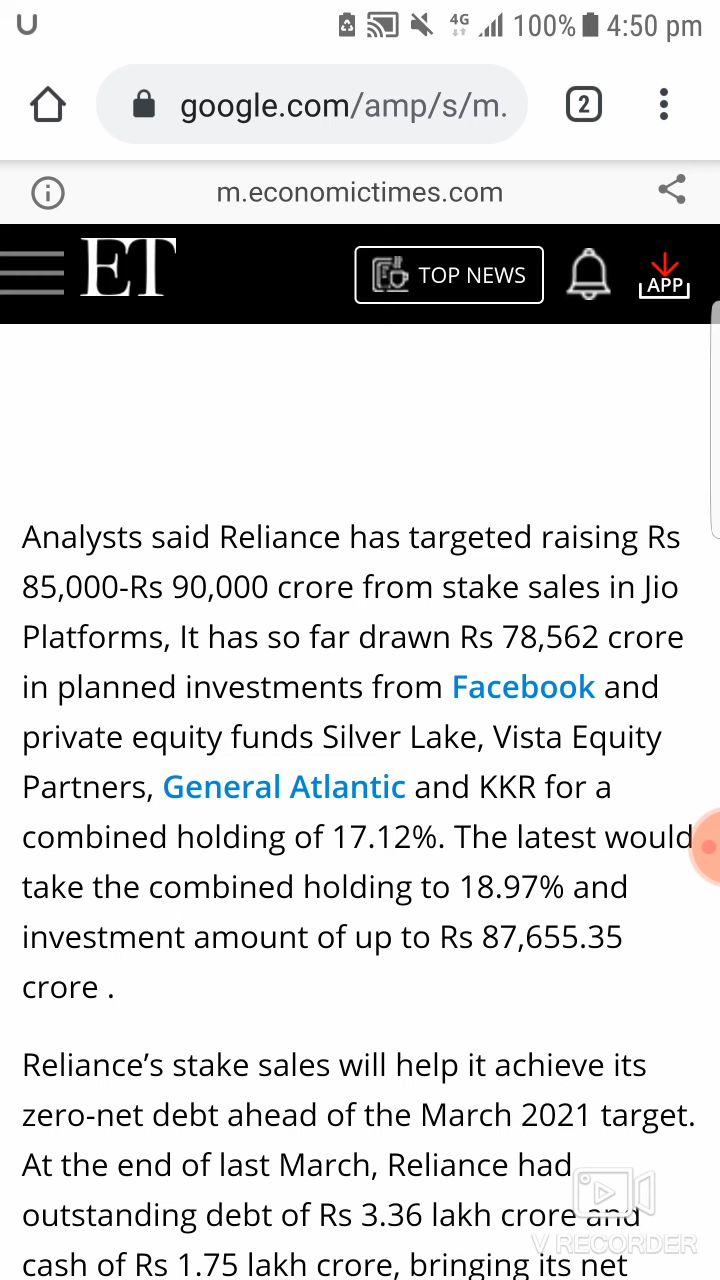 4G 100% 4:50 pm
google.com/amp/s/m. 2
m.economictimes.com
ET TOP NEWS APP
Analysts said Reliance has targeted raising Rs
85,000-Rs 90,000 crore from stake sales in Jio
Platforms, It has so far drawn Rs 78,562 crore
in planned investments from Facebook and
private equity funds Silver Lake, Vista Equity
Partners, General Atlantic and KKR for a
combined holding of 17.12%. The latest would
take the combined holding to 18.97% and
investment amount of up to Rs 87,655.35
crore .
Reliance’s stake sales will help it achieve its
zero-net debt ahead of the March 2021 target.
At the end of last March, Reliance had
outstanding debt of Rs 3.36 lakh crore and
cash of Rs 1.75 lakh crore, bringing its net
V RECORDER